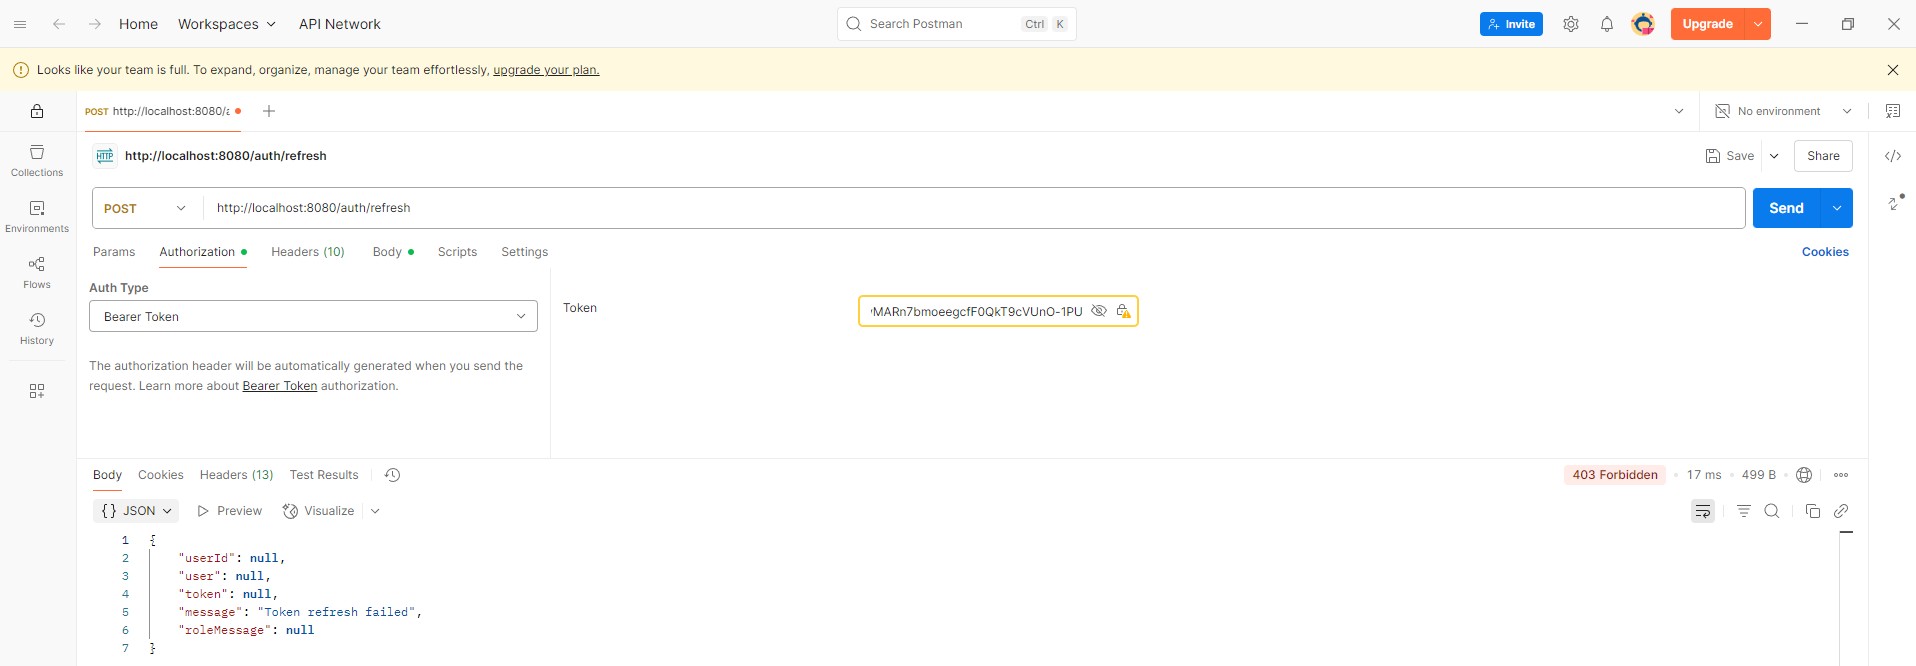 Home Workspaces API Network Search Postman Ctrl K Invite Upgrade
Looks like your team is full. To expand, organize, manage your team effortlessly, upgrade your plan.
POST http://localhost:8080/ No environment
HTTP http://localhost:8080/auth/refresh Save Share
Collections
POST http://localhost:8080/auth/refresh Send
Environments
Params Authorization Headers (10) Body Scripts Settings Cookies
Flows
Auth Type
Bearer Token
Token
MARn7bmoeegcfF0QkT9cVUnO-1PU
History
The authorization header will be automatically generated when you send the
request. Learn more about Bearer Token authorization.
Body Cookies Headers (13) Test Results 403 Forbidden • 17 ms • 499 B •
{} JSON Preview Visualize
1 {
2 "userId": null,
3 "user": null,
4 "token": null,
5 "message": "Token refresh failed",
6 "roleMessage": null
7 }